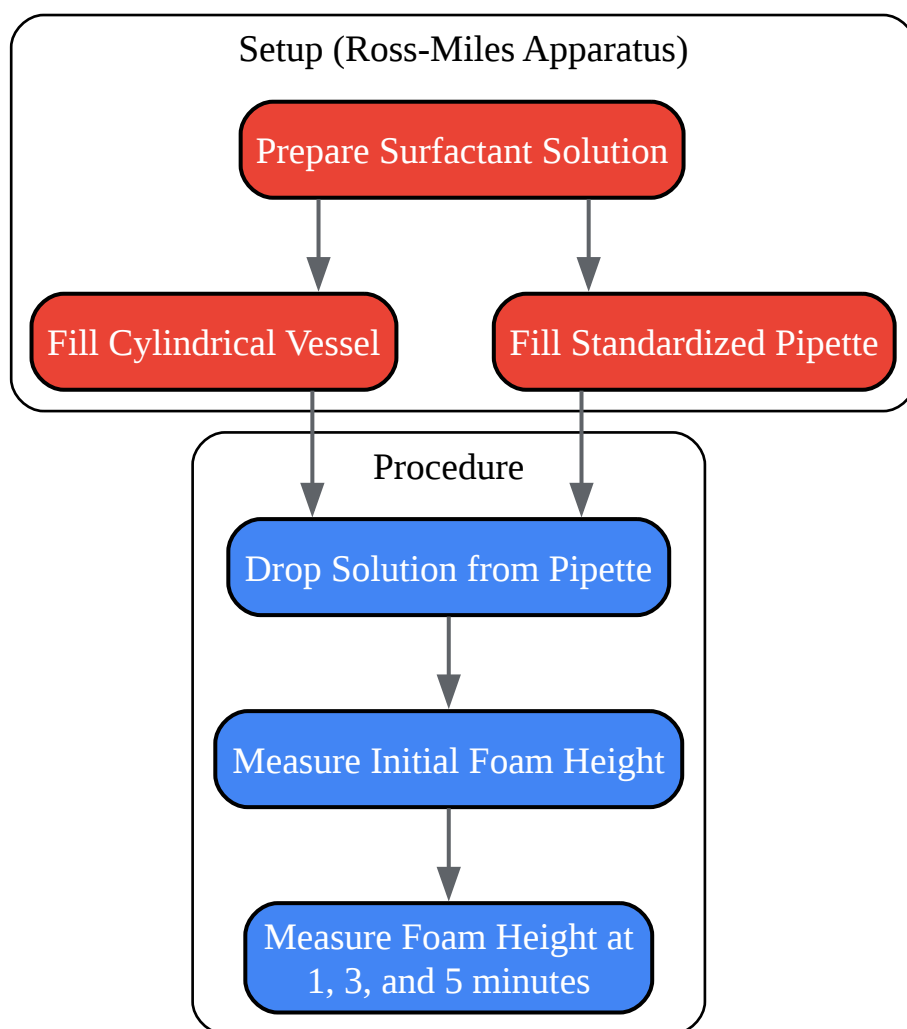 Setup (Ross-Miles Apparatus)
Prepare Surfactant Solution
Fill Cylindrical Vessel
Fill Standardized Pipette
Procedure
Drop Solution from Pipette
Measure Initial Foam Height
Measure Foam Height at
1, 3, and 5 minutes